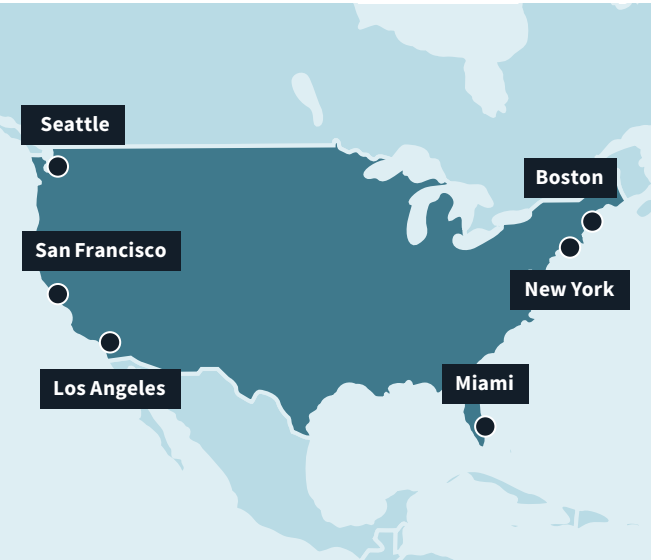 Seattle
Boston
San Francisco
New York
Los Angeles
Miami